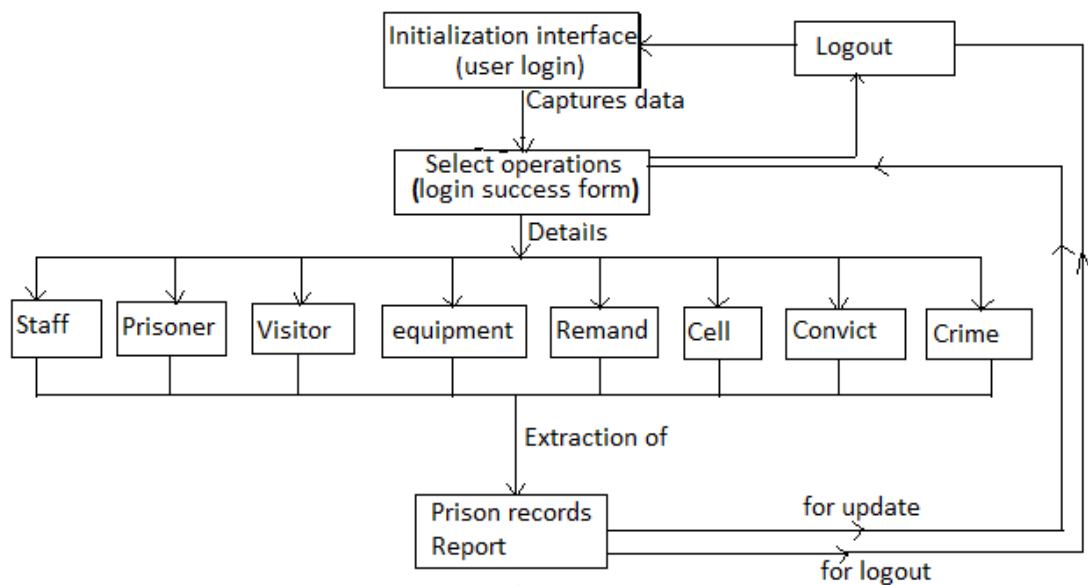 Initialization interface
(user login)
Logout
Captures data
Select operations
(login success form)
Details
Staff
Prisoner
Visitor
equipment
Remand
Cell
Convict
Crime
Extraction of
Prison records
Report
for update
for logout